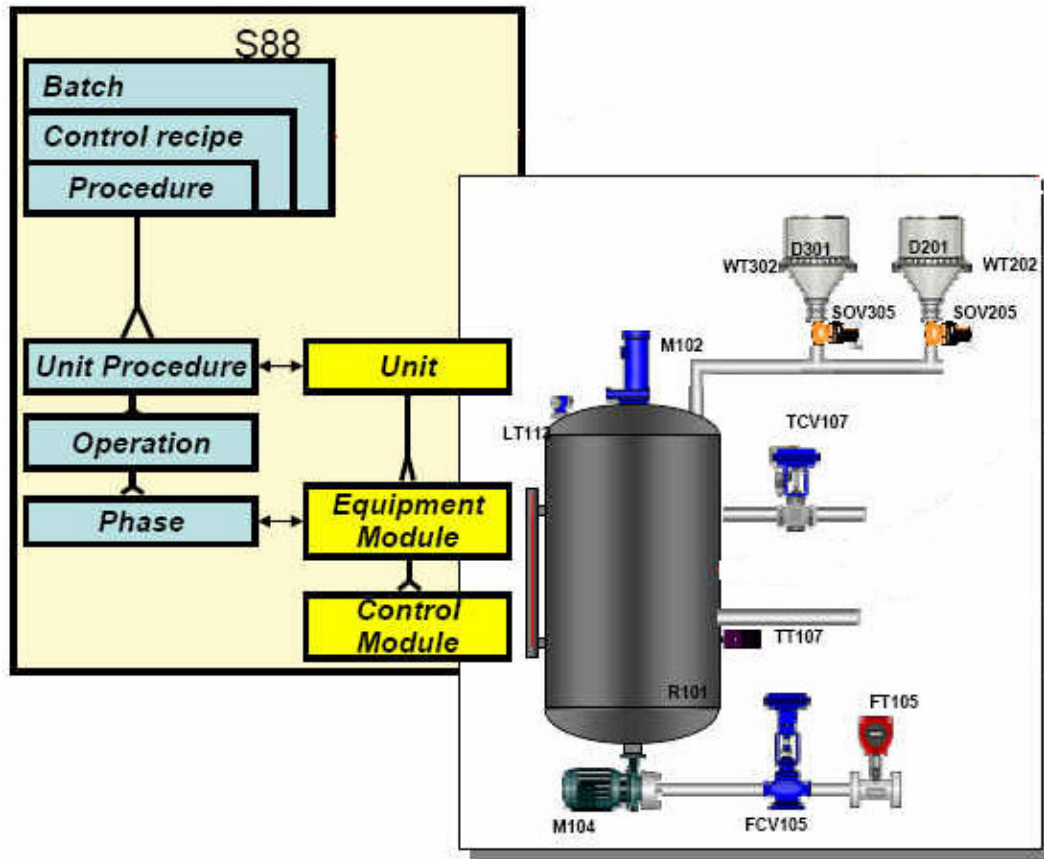 S88
Batch
Control recipe
Procedure
Unit Procedure
Unit
Operation
Phase
Equipment
Module
Control
Module
D301
D201
WT302
WT202
SOV305
SOV205
M102
LT113
TCV107
TT107
R101
FT105
M104
FCV105